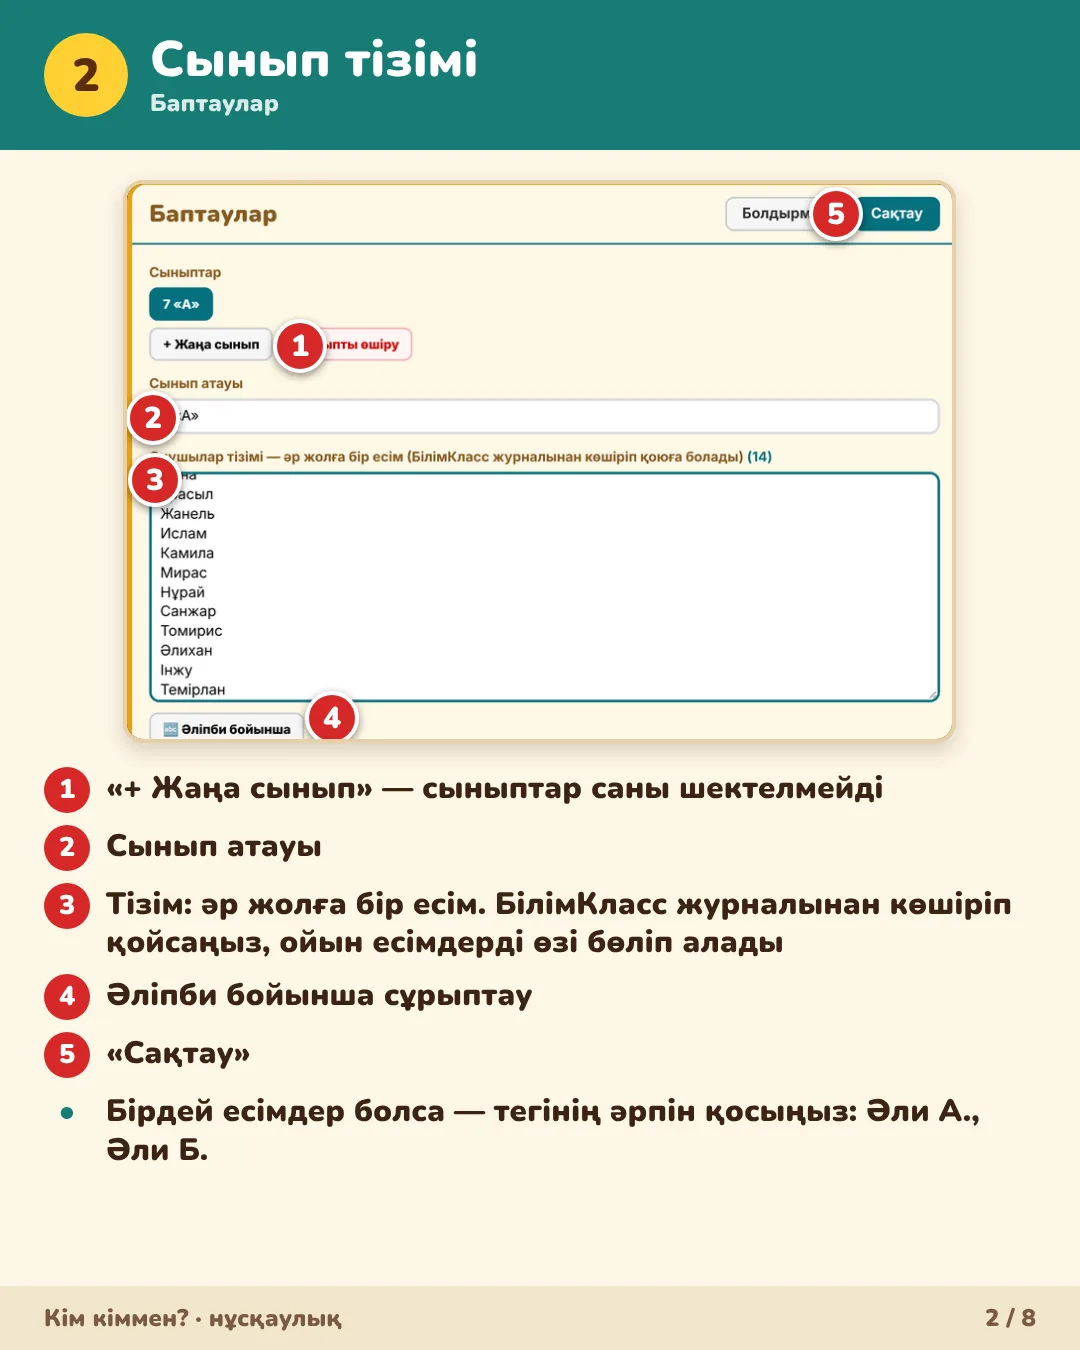 2
Сынып тізімі
Баптаулар
Баптаулар
5
Сақтау
Сыныптар
7 «А»
+ Жаңа сынып
1
өшіру
Сынып атауы
2
«А»
тізімі — әр жолға бір есім (БілімКласс журналынан көшіріп қоюға болады) (14)
3
Жанель
Ислам
Камила
Мирас
Нұрай
Санжар
Томирис
Әлихан
Інжу
Темірлан
Әліпби бойынша
4
1 «+ Жаңа сынып» — сыныптар саны шектелмейді
2 Сынып атауы
3 Тізім: әр жолға бір есім. БілімКласс журналынан көшіріп
қойсаңыз, ойын есімдерді өзі бөліп алады
4 Әліпби бойынша сұрыптау
5 «Сақтау»
• Бірдей есімдер болса — тегінің әрпін қосыңыз: Әли А.,
Әли Б.
Кім кіммен? · нұсқаулық
2 / 8